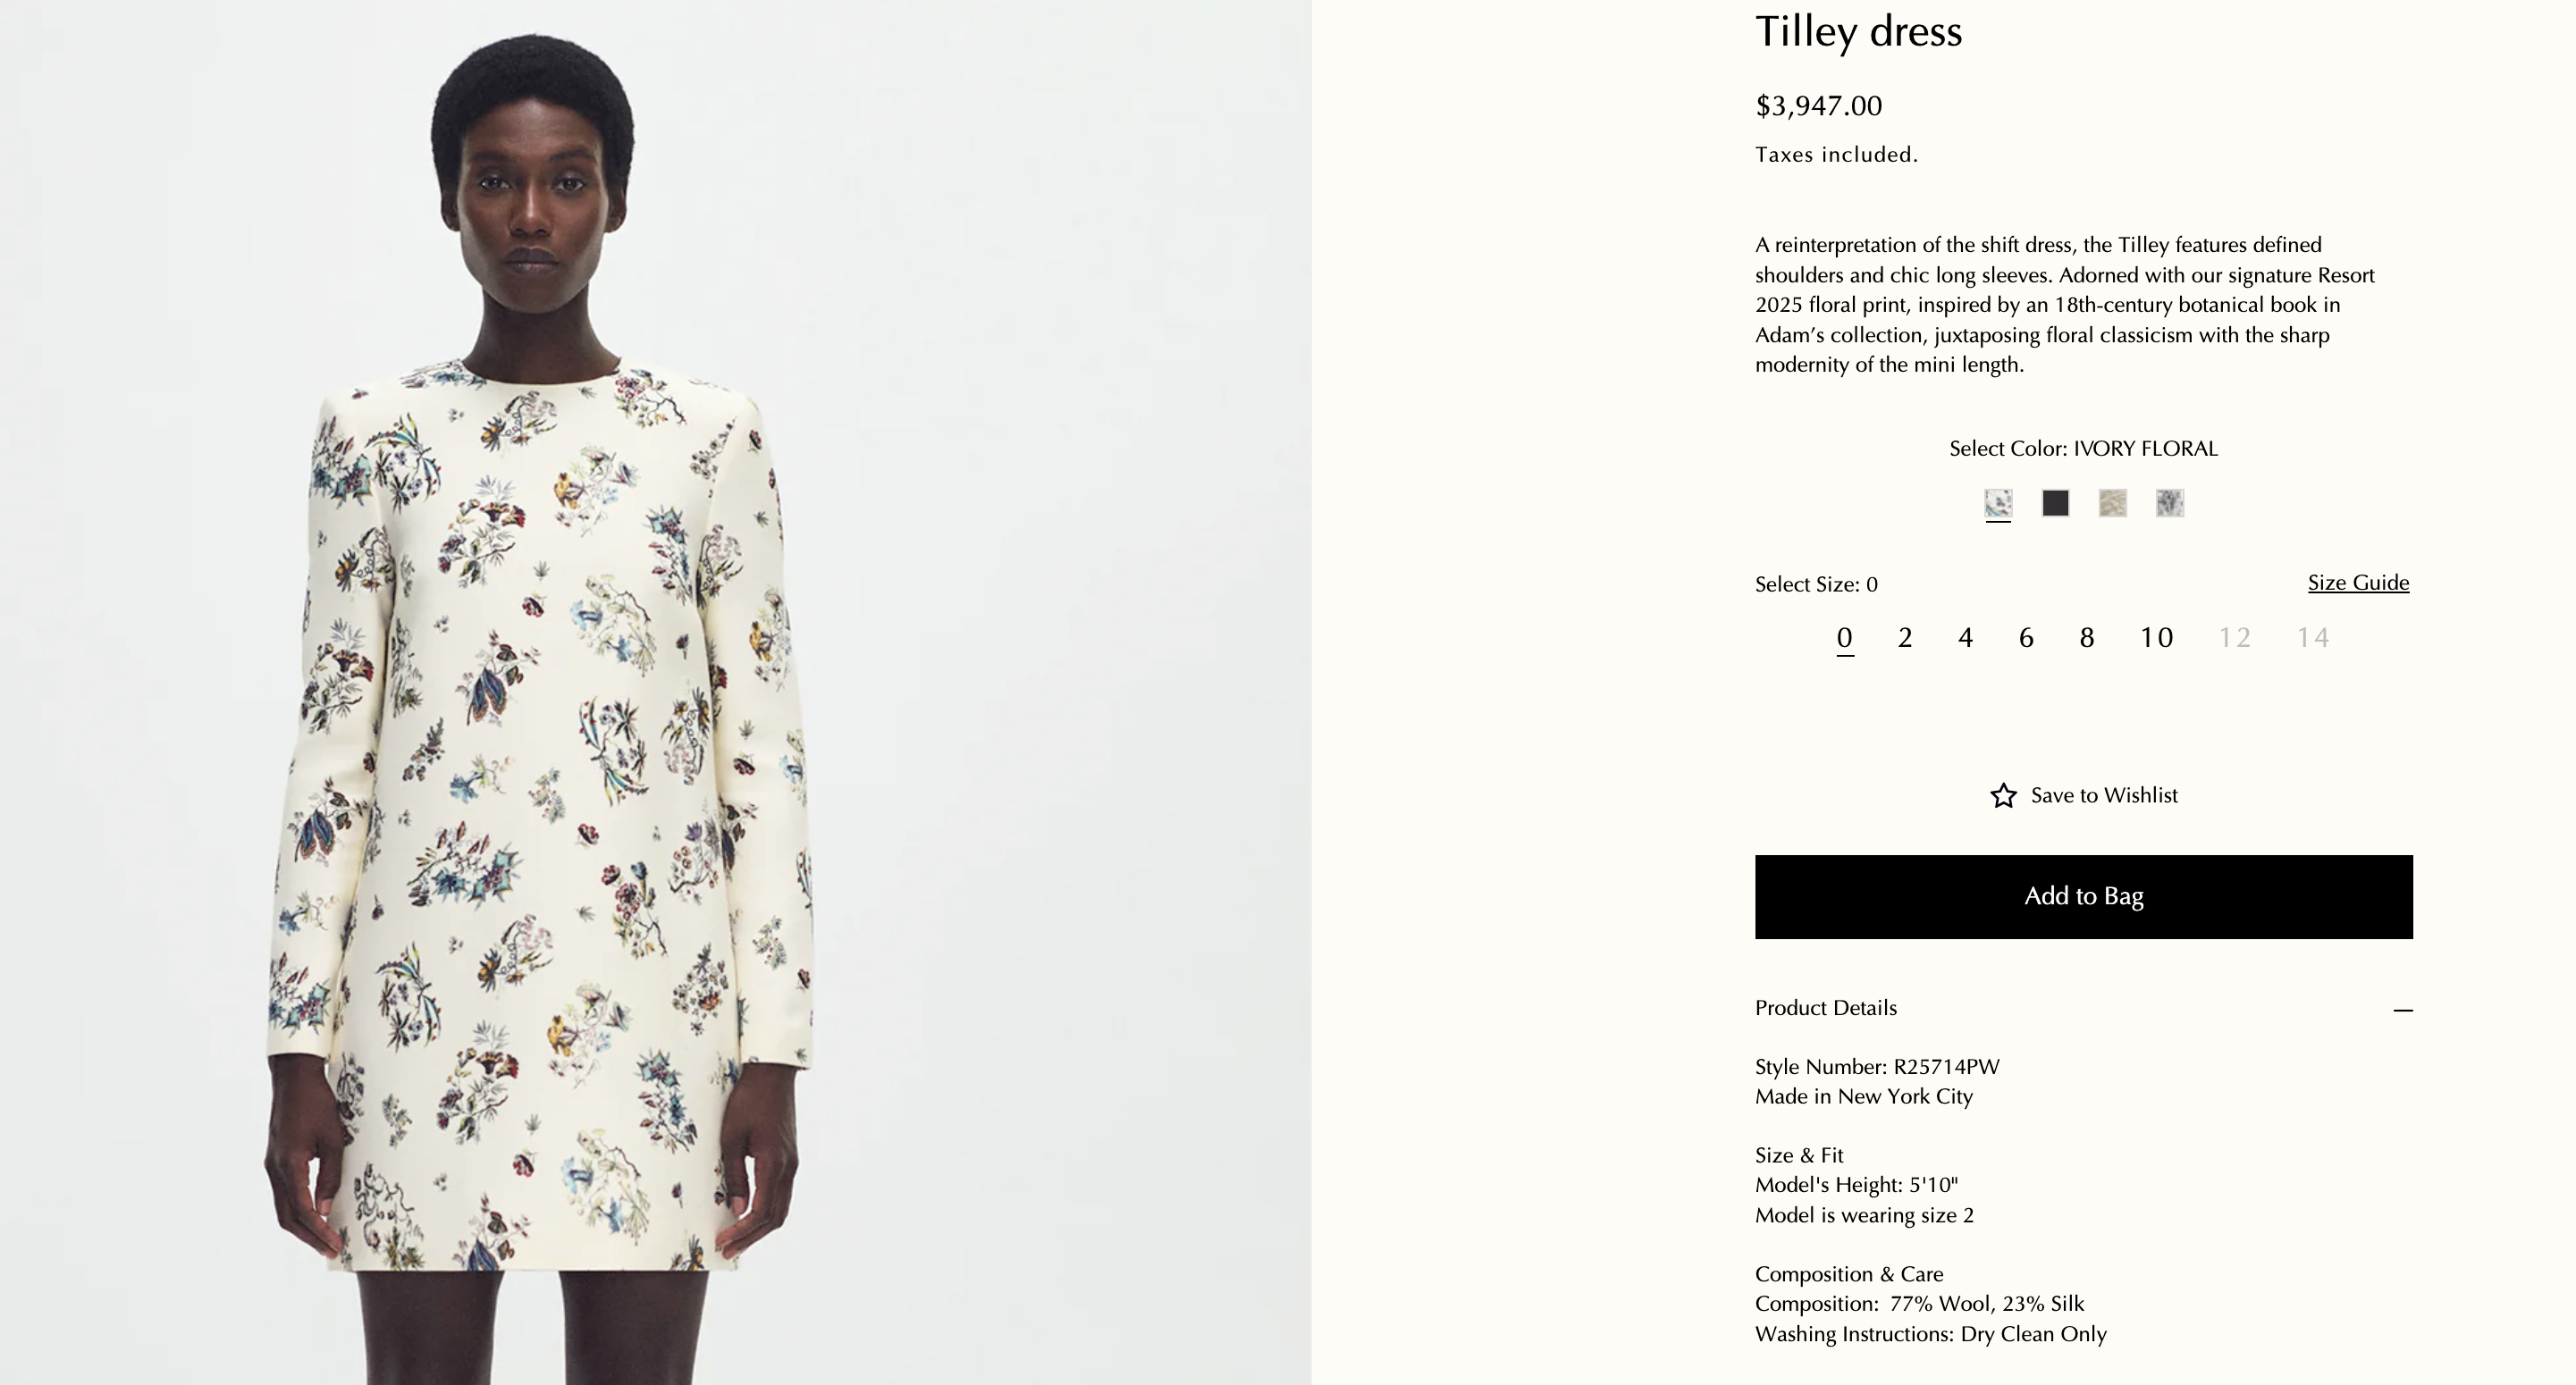 Tilley dress
$3,947.00
Taxes included.
A reinterpretation of the shift dress, the Tilley features defined
shoulders and chic long sleeves. Adorned with our signature Resort
2025 floral print, inspired by an 18th-century botanical book in
Adam’s collection, juxtaposing floral classicism with the sharp
modernity of the mini length.
Select Color: IVORY FLORAL
Select Size: 0 Size Guide
0 2 4 6 8 10 12 14
Save to Wishlist
Add to Bag
Product Details
Style Number: R25714PW
Made in New York City
Size & Fit
Model's Height: 5'10"
Model is wearing size 2
Composition & Care
Composition: 77% Wool, 23% Silk
Washing Instructions: Dry Clean Only